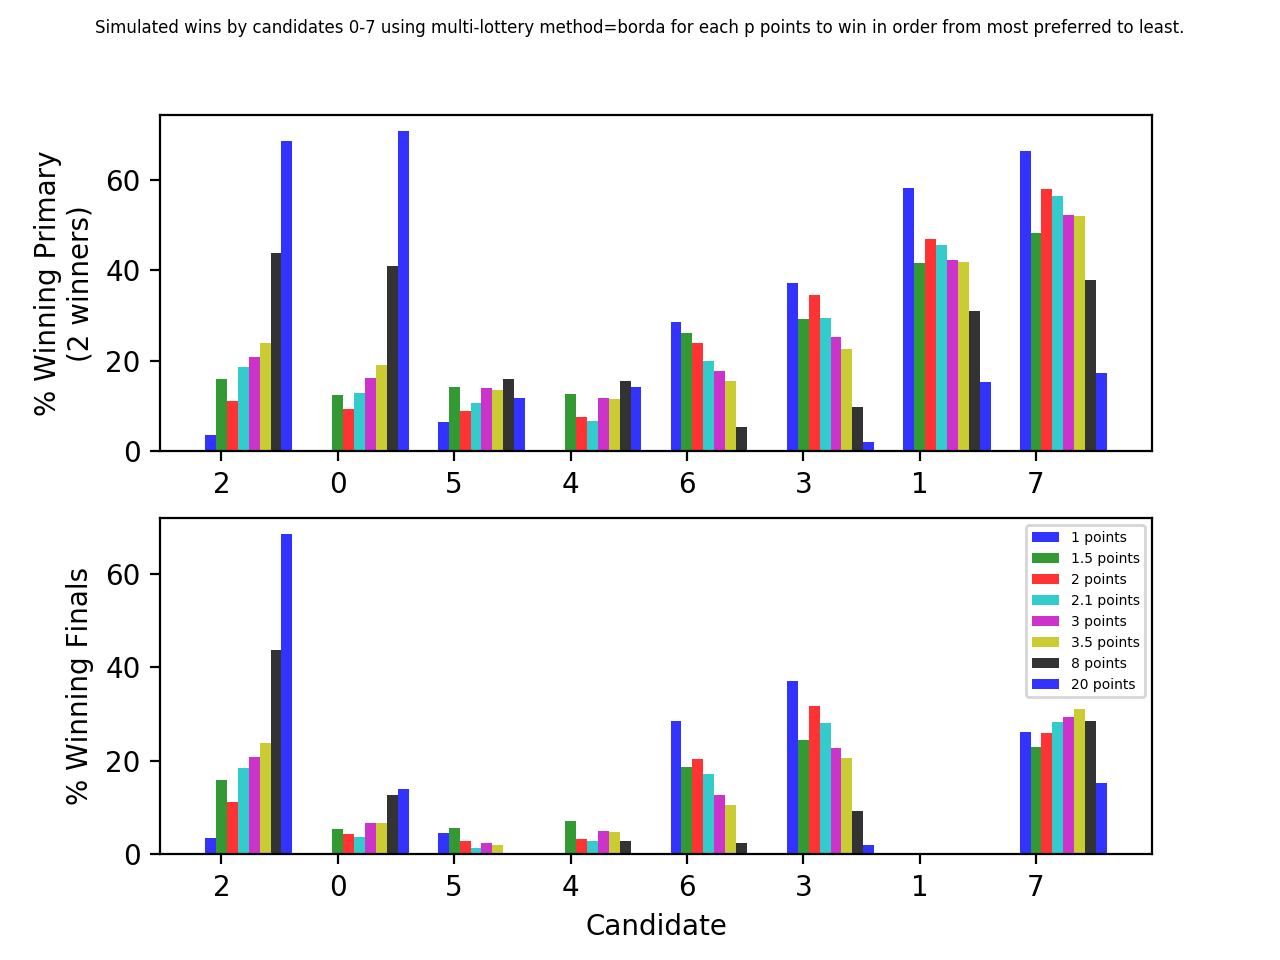 Simulated wins by candidates 0-7 using multi-lottery method=borda for each p points to win in order from most preferred to least.
% Winning Primary
(2 winners)
60
40
20
0
2 0 5 4 6 3 1 7
% Winning Finals
60
40
20
0
1 points
1.5 points
2 points
2.1 points
3 points
3.5 points
8 points
20 points
2 0 5 4 6 3 1 7
Candidate